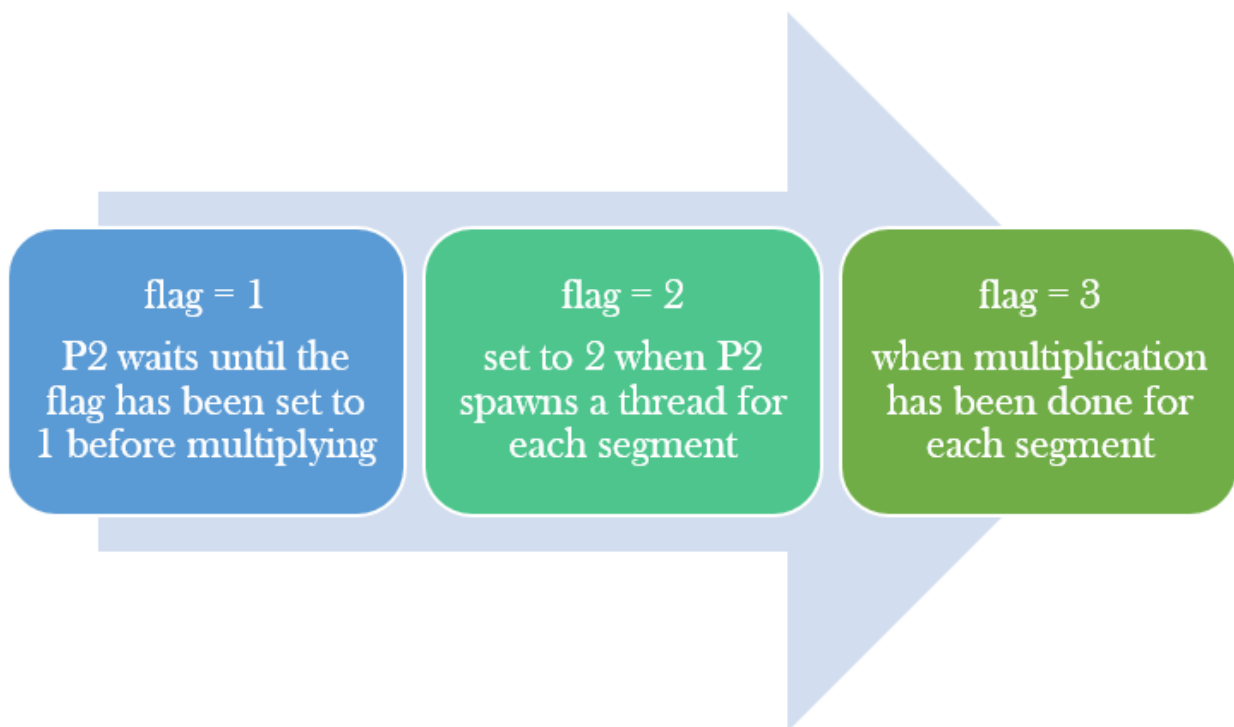 flag = 1
P2 waits until the
flag has been set to
1 before multiplying
flag = 2
set to 2 when P2
spawns a thread for
each segment
flag = 3
when multiplication
has been done for
each segment